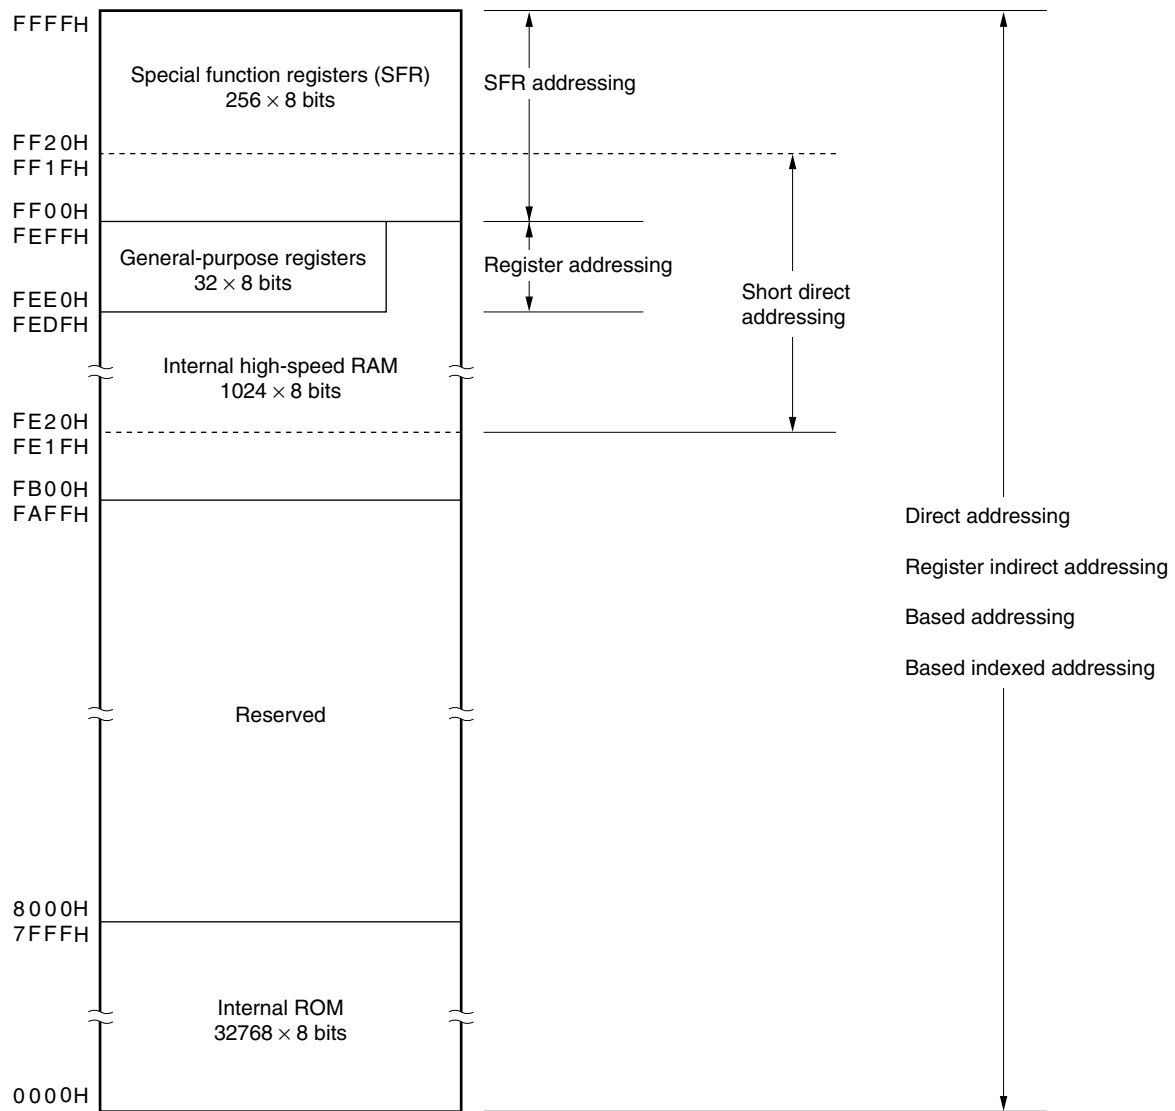 FFFFH
Special function registers (SFR)
256 × 8 bits
SFR addressing
FF20H
FF1FH
FF00H
FEFFH
General-purpose registers
32 × 8 bits
Register addressing
Short direct
addressing
FEE0H
FEDFH
Internal high-speed RAM
1024 × 8 bits
FE20H
FE1FH
FB00H
FAFFH
Direct addressing
Register indirect addressing
Based addressing
Based indexed addressing
Reserved
8000H
7FFFH
Internal ROM
32768 × 8 bits
0000H